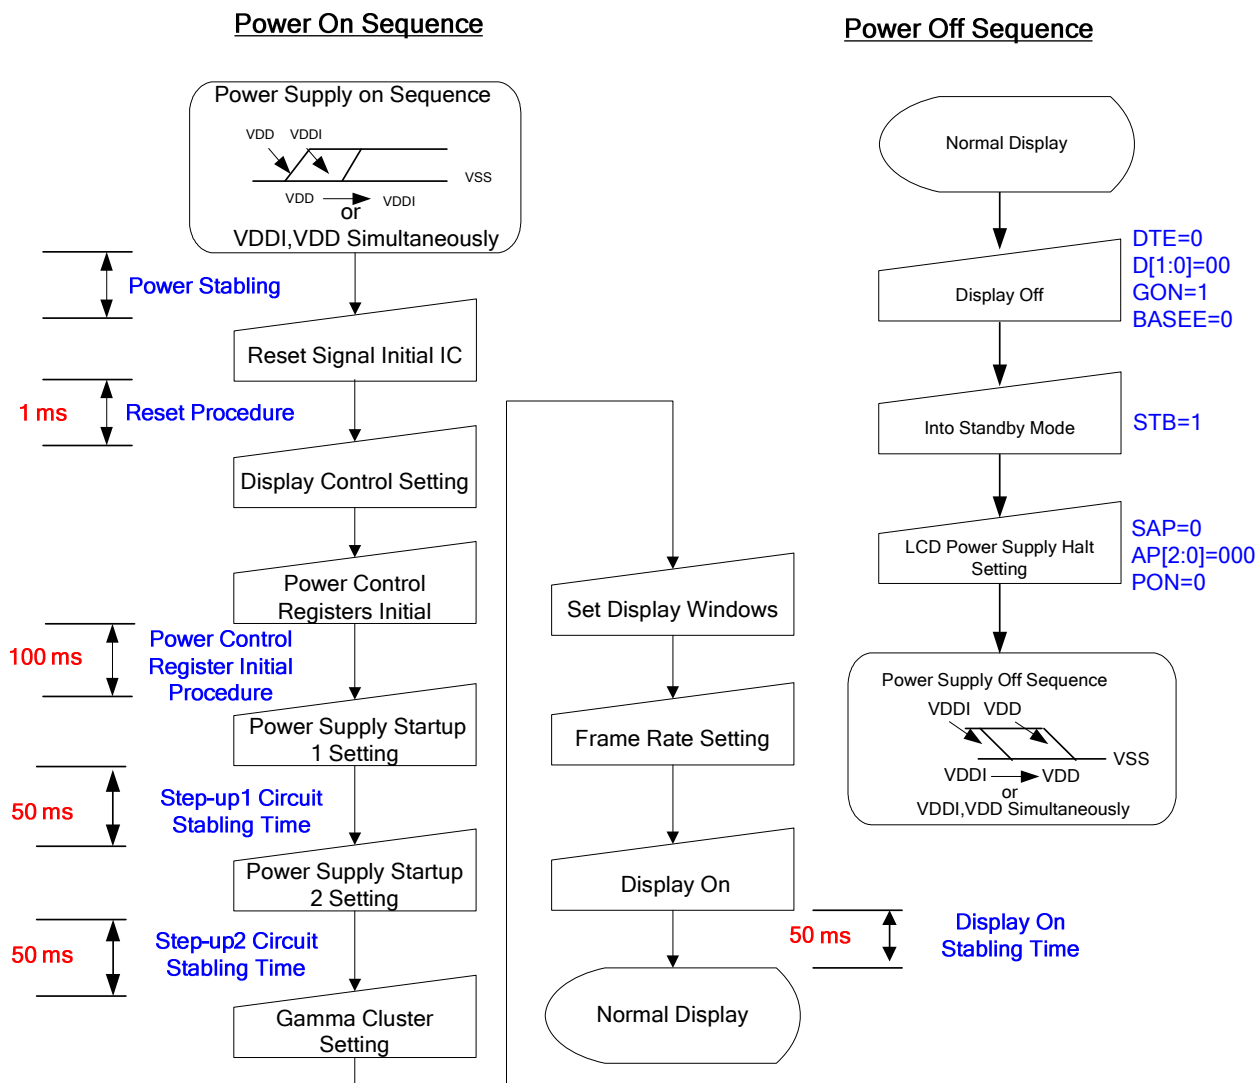 Power On Sequence
Power Supply on Sequence
VDD VDDI
VSS
VDD VDDI
or
VDDI,VDD Simultaneously
Power Stabling
Reset Signal Initial IC
1 ms
Reset Procedure
Display Control Setting
Power Control
Registers Initial
100 ms
Power Control
Register Initial
Procedure
Power Supply Startup
1 Setting
50 ms
Step-up1 Circuit
Stabling Time
Power Supply Startup
2 Setting
50 ms
Step-up2 Circuit
Stabling Time
Gamma Cluster
Setting
Set Display Windows
Frame Rate Setting
Display On
50 ms
Display On
Stabling Time
Normal Display
Power Off Sequence
Normal Display
Display Off
DTE=0
D[1:0]=00
GON=1
BASEE=0
Into Standby Mode
STB=1
LCD Power Supply Halt
Setting
SAP=0
AP[2:0]=000
PON=0
Power Supply Off Sequence
VDDI VDD
VSS
VDDI VDD
or
VDDI,VDD Simultaneously